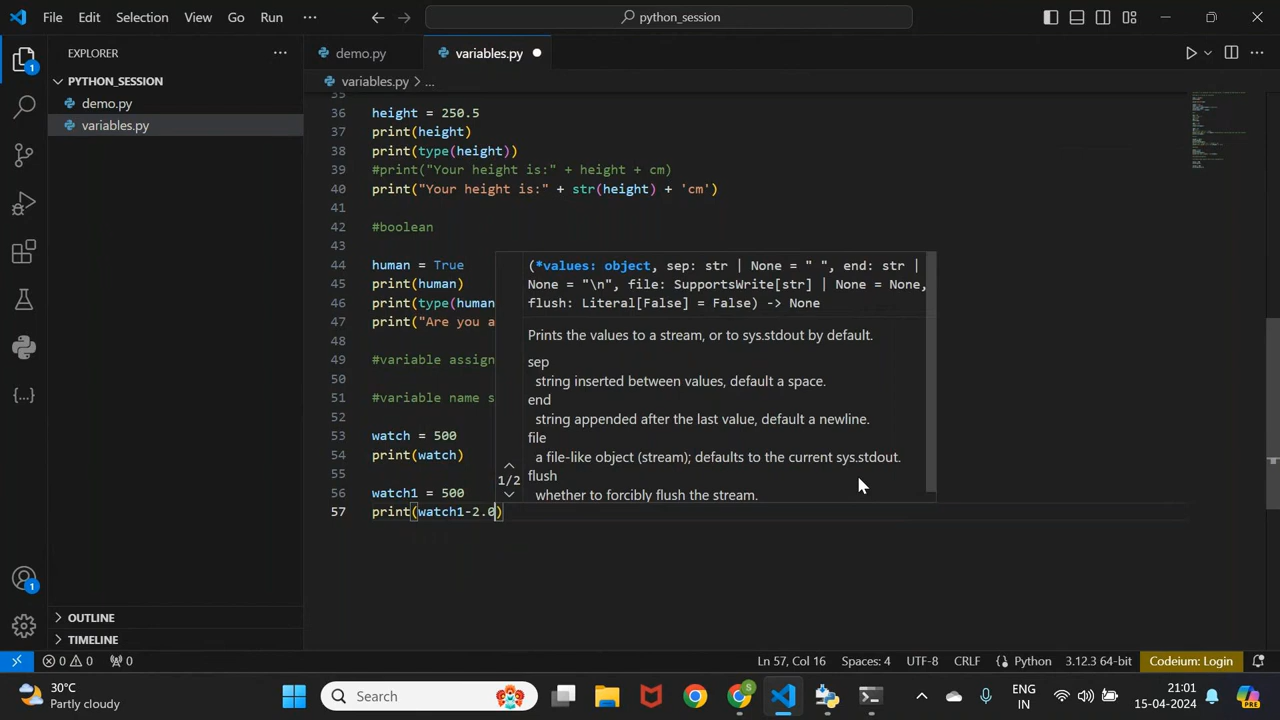 File Edit Selection View Go Run ...
python_session
EXPLORER
PYTHON_SESSION
demo.py
variables.py
OUTLINE
TIMELINE
demo.py
variables.py
variables.py > ...
35
36 height = 250.5
37 print(height)
38 print(type(height))
39 #print("Your height is:" + height + cm)
40 print("Your height is:" + str(height) + 'cm')
41
42 #boolean
43
44 human = True
45 print(human)
46 print(type(human
47 print("Are you a
48
49 #variable assign
50
51 #variable name s
52
53 watch = 500
54 print(watch)
55
56 watch1 = 500
57 print(watch1-2.0)
(*values: object, sep: str | None = " ", end: str |
None = "\n", file: SupportsWrite[str] | None = None,
flush: Literal[False] = False) -> None
Prints the values to a stream, or to sys.stdout by default.
sep
string inserted between values, default a space.
end
string appended after the last value, default a newline.
file
a file-like object (stream); defaults to the current sys.stdout.
flush
whether to forcibly flush the stream.
1/2
1
1
0 0 0
Ln 57, Col 16 Spaces: 4 UTF-8 CRLF Python 3.12.3 64-bit Codeium: Login
30°C
Partly cloudy
Search
S
PRE
ENG
IN
21:01
15-04-2024